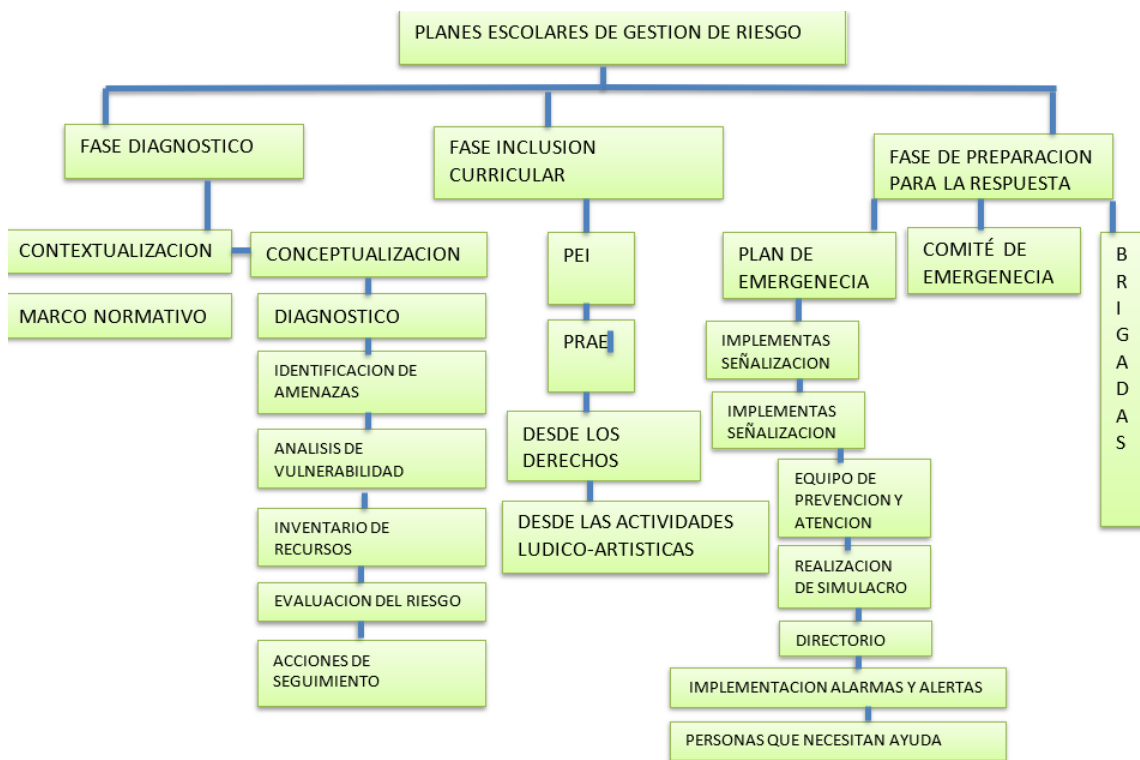 PLANES ESCOLARES DE GESTION DE RIESGO
FASE DIAGNOSTICO
FASE INCLUSION
CURRICULAR
FASE DE PREPARACION
PARA LA RESPUESTA
CONTEXTUALIZACION
CONCEPTUALIZACION
PEI
PLAN DE
EMERGENECIA
COMITÉ DE
EMERGENECIA
B
R
I
G
A
D
A
S
MARCO NORMATIVO
DIAGNOSTICO
PRAE
IMPLEMENTAS
SEÑALIZACION
IDENTIFICACION DE
AMENAZAS
IMPLEMENTAS
SEÑALIZACION
ANALISIS DE
VULNERABILIDAD
DESDE LOS
DERECHOS
EQUIPO DE
PREVENCION Y
ATENCION
INVENTARIO DE
RECURSOS
DESDE LAS ACTIVIDADES
LUDICO-ARTISTICAS
REALIZACION
DE SIMULACRO
EVALUACION DEL RIESGO
DIRECTORIO
ACCIONES DE
SEGUIMIENTO
IMPLEMENTACION ALARMAS Y ALERTAS
PERSONAS QUE NECESITAN AYUDA